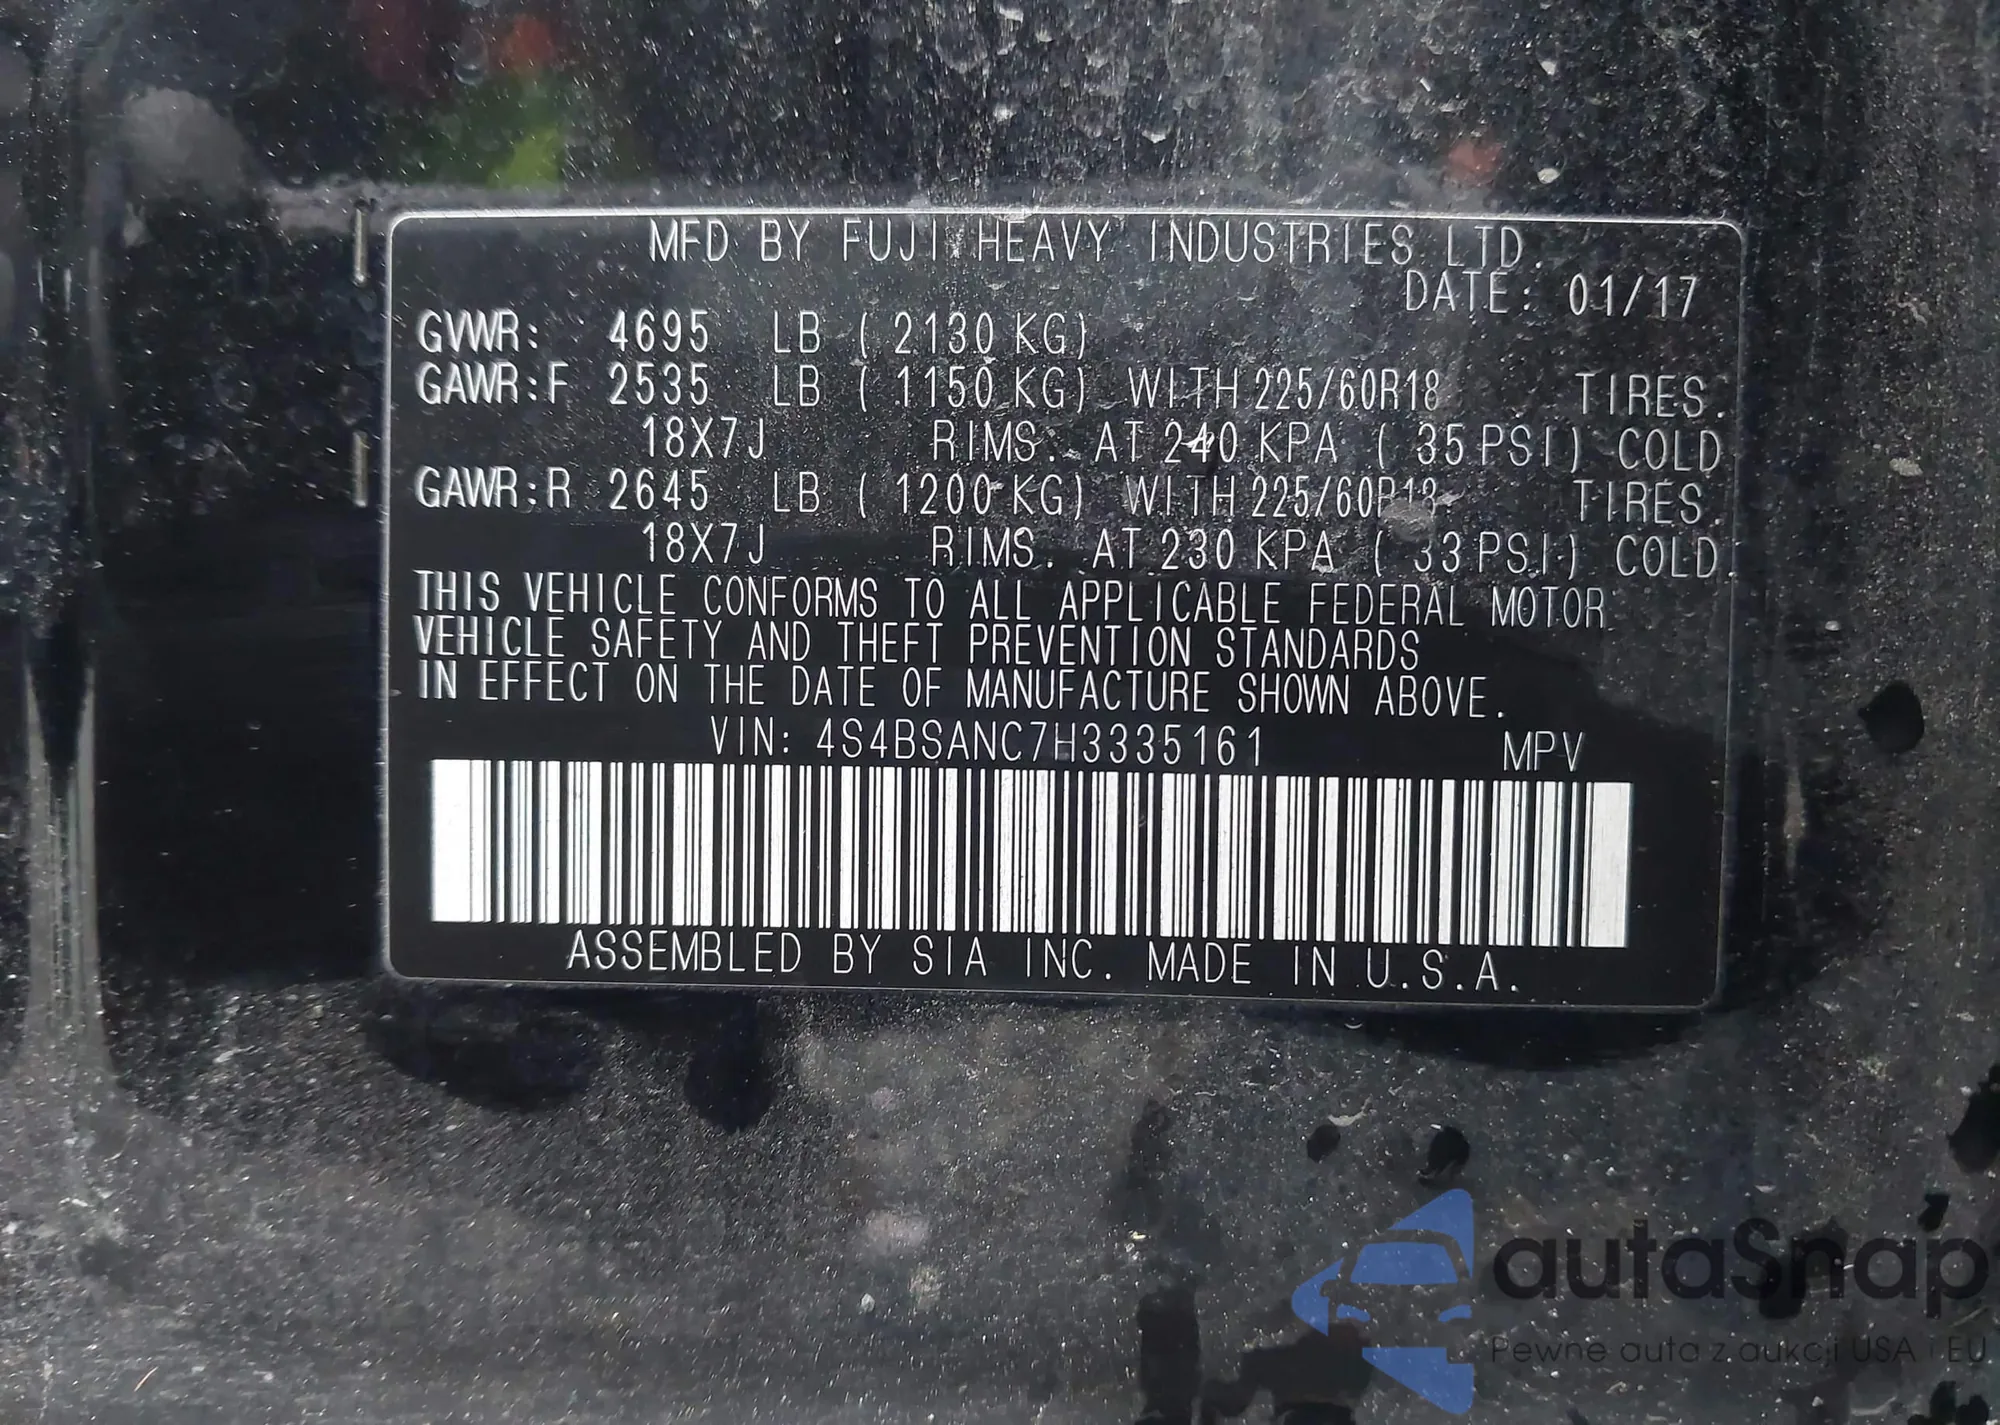 MFD BY FUJI HEAVY INDUSTRIES LTD.
DATE: 01/17
GVWR: 4695 LB ( 2130 KG)
GAWR:F 2535 LB ( 1150 KG) WITH 225/60R18 TIRES.
18X7J RIMS. AT 240 KPA ( 35 PSI) COLD
GAWR:R 2645 LB ( 1200 KG) WITH 225/60R18 TIRES.
18X7J RIMS. AT 230 KPA ( 33 PSI) COLD.
THIS VEHICLE CONFORMS TO ALL APPLICABLE FEDERAL MOTOR
VEHICLE SAFETY AND THEFT PREVENTION STANDARDS
IN EFFECT ON THE DATE OF MANUFACTURE SHOWN ABOVE.
VIN: 4S4BSANC7H3335161 MPV
ASSEMBLED BY SIA INC. MADE IN U.S.A.
autaSnap
Pewne auta z aukcji USA i EU